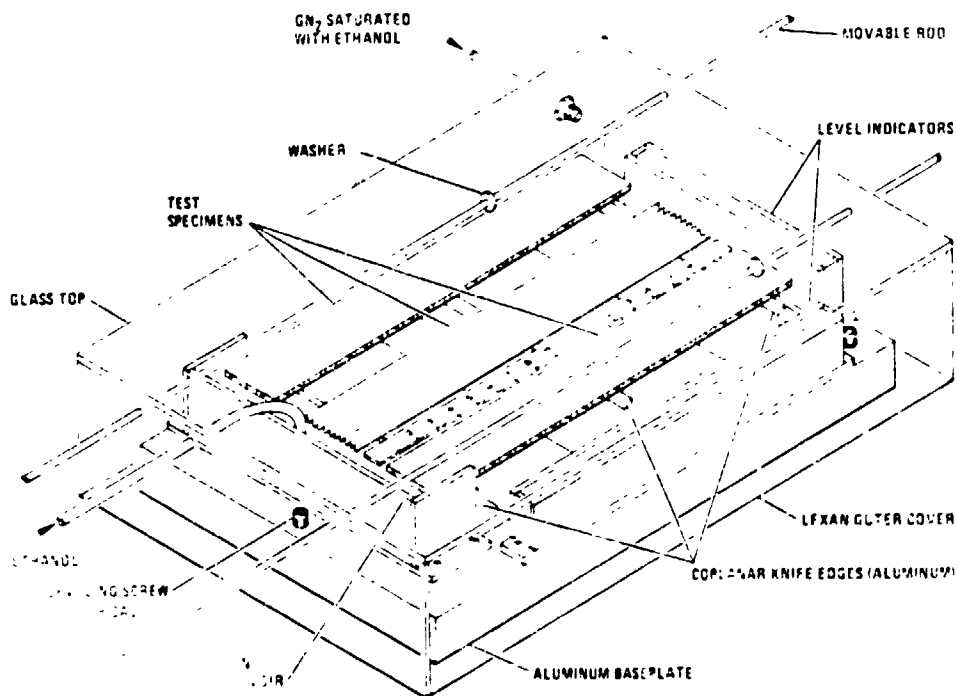 GN₂ SATURATED
WITH ETHANOL
MOVABLE ROD
LEVEL INDICATORS
WASHER
TEST
SPECIMENS
GLASS TOP
LEXAN OUTER COVER
ETHANOL
COPLANAR KNIFE EDGES (ALUMINUM)
SCREW
ALUMINUM BASEPLATE